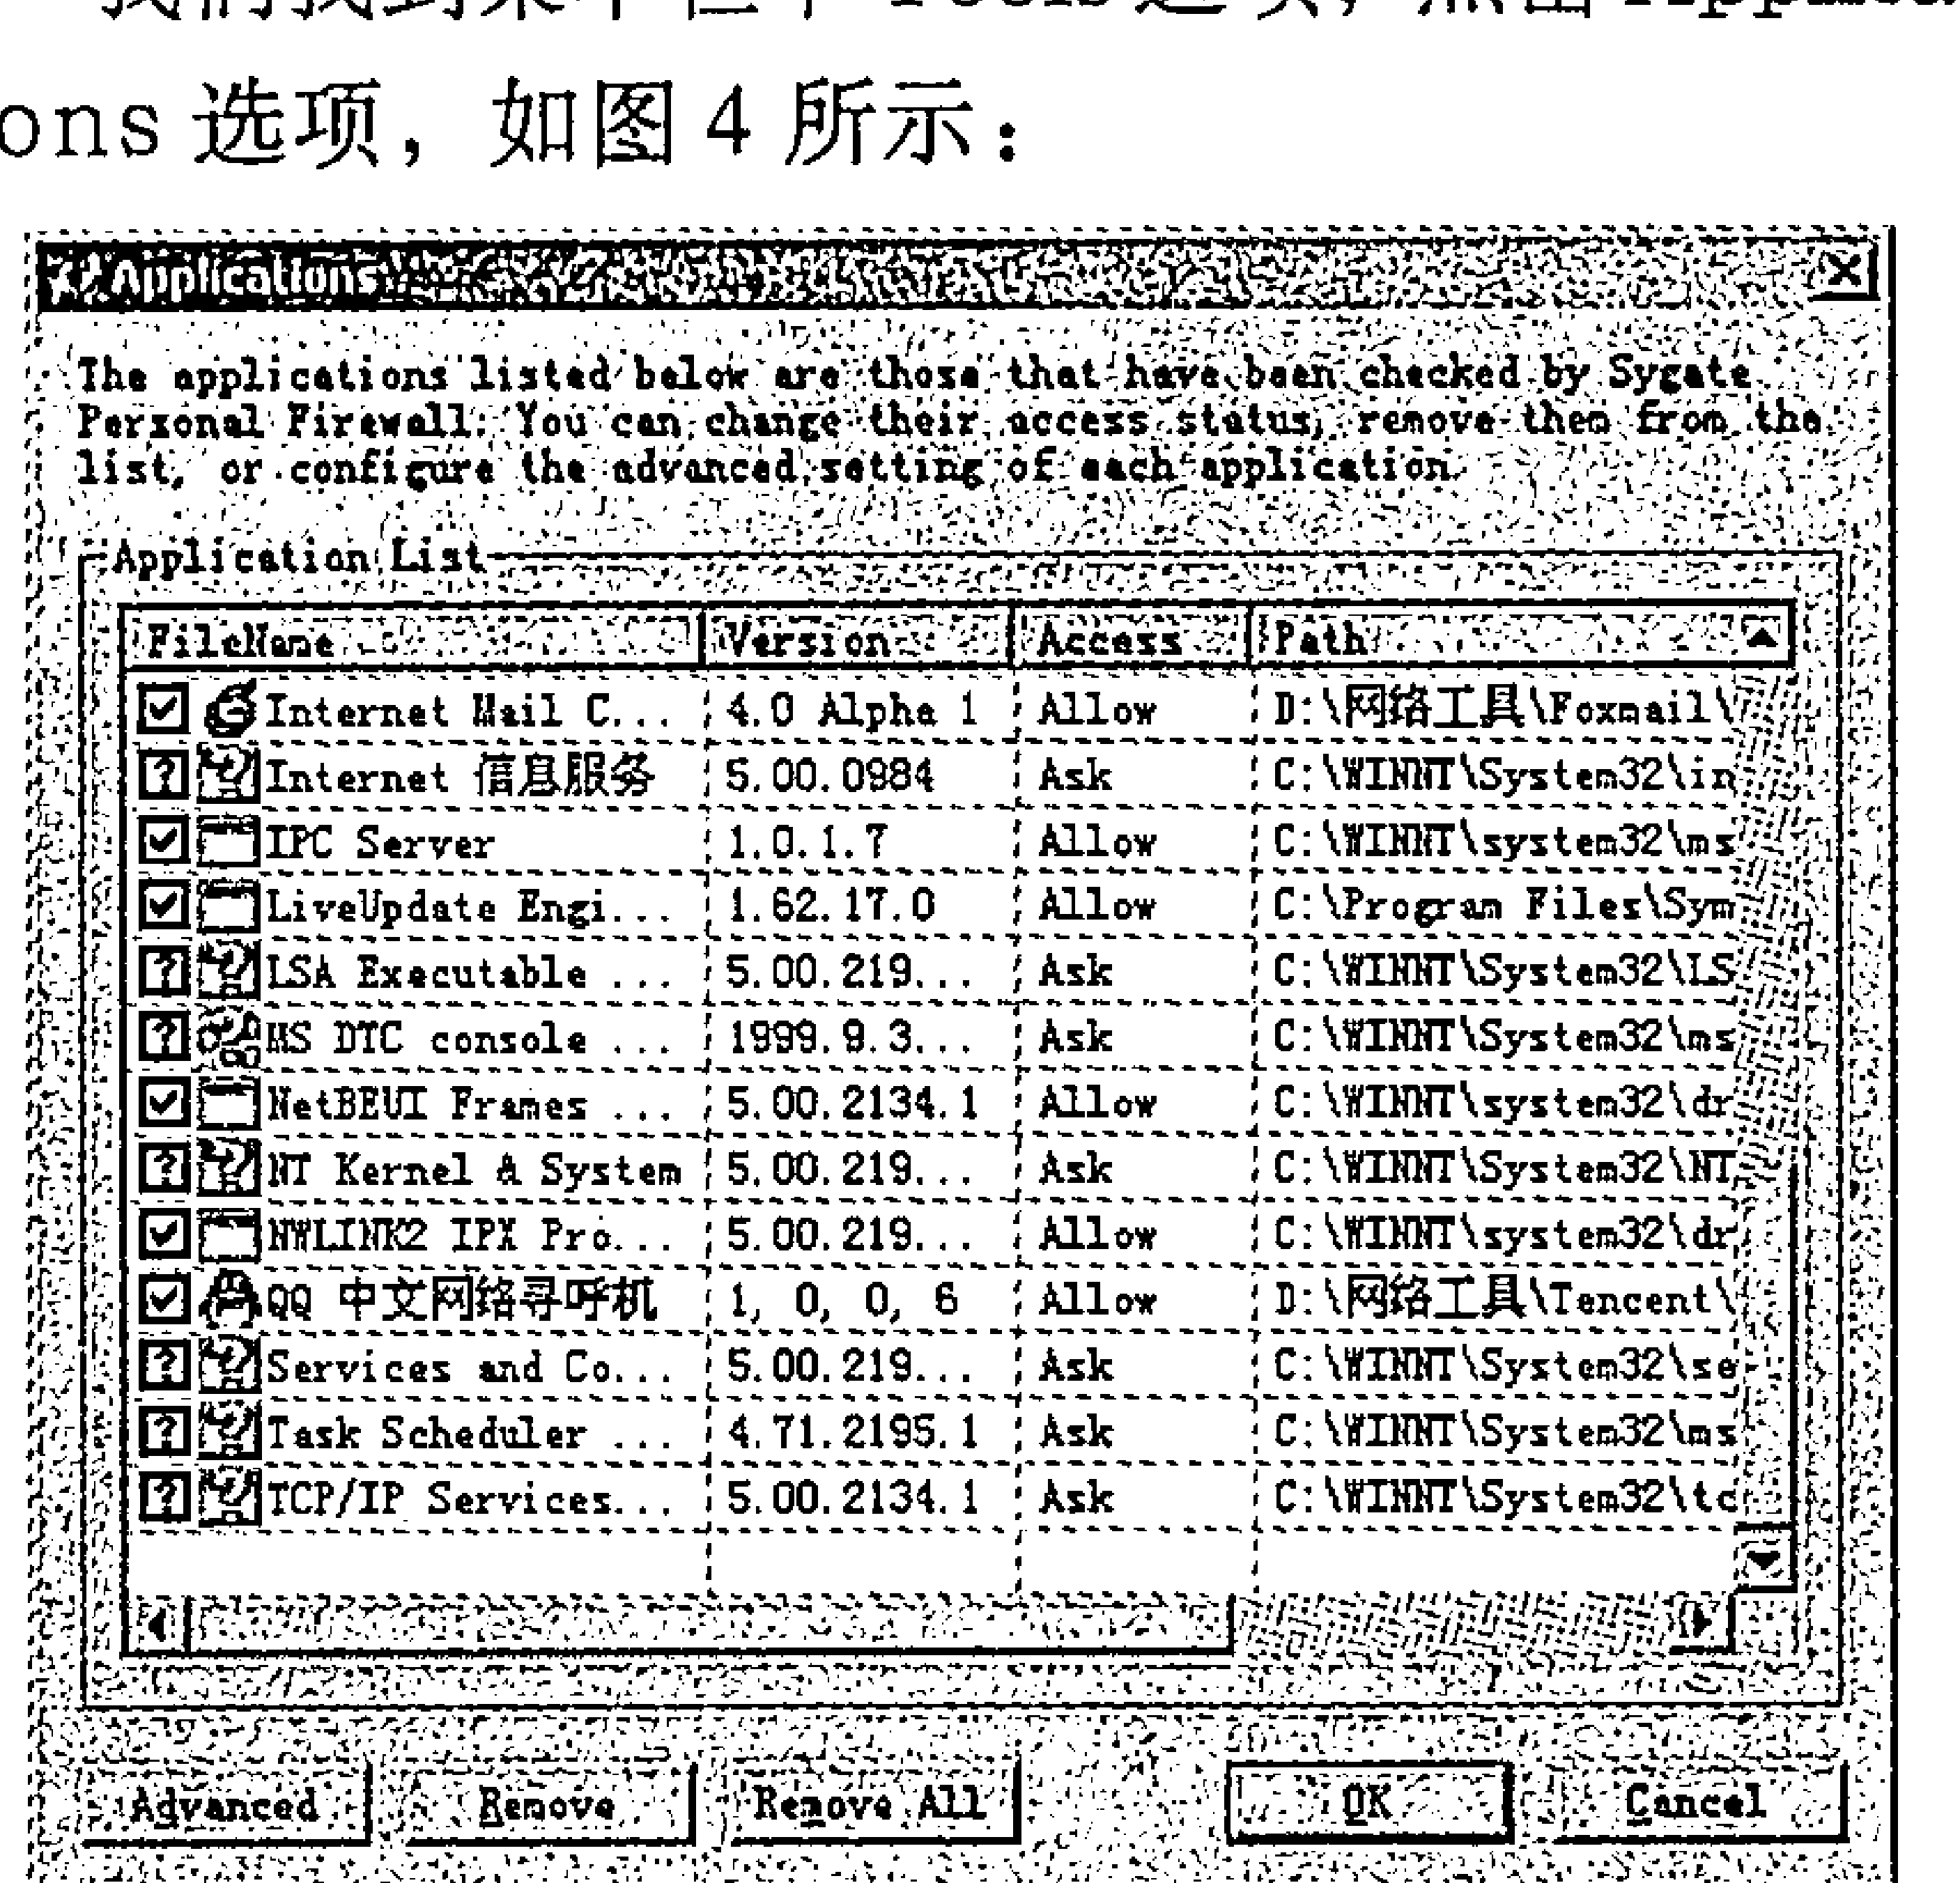 ons 选项，如图 4 所示：
Applications
The applications listed below are those that have been checked by Sygate
Personal Firewall. You can change their access status, remove them from the
list, or configure the advanced setting of each application.
Application List
FileName Version Access Path
Internet Mail C... 4.0 Alpha 1 Allow D:\网络工具\Foxmail\
Internet 信息服务 5.00.0984 Ask C:\WINNT\System32\in
IPC Server 1.0.1.7 Allow C:\WINNT\system32\ms
LiveUpdate Engi... 1.62.17.0 Allow C:\Program Files\Sym
LSA Executable ... 5.00.219... Ask C:\WINNT\System32\LS
MS DTC console ... 1999.9.3... Ask C:\WINNT\System32\ms
NetBEUI Frames ... 5.00.2134.1 Allow C:\WINNT\system32\dr
NT Kernel & System 5.00.219... Ask C:\WINNT\System32\NT
NWLINK2 IPX Pro... 5.00.219... Allow C:\WINNT\system32\dr
QQ 中文网络寻呼机 1, 0, 0, 6 Allow D:\网络工具\Tencent\
Services and Co... 5.00.219... Ask C:\WINNT\System32\se
Task Scheduler ... 4.71.2195.1 Ask C:\WINNT\System32\ms
TCP/IP Services... 5.00.2134.1 Ask C:\WINNT\System32\tc
Advanced Remove Remove All OK Cancel